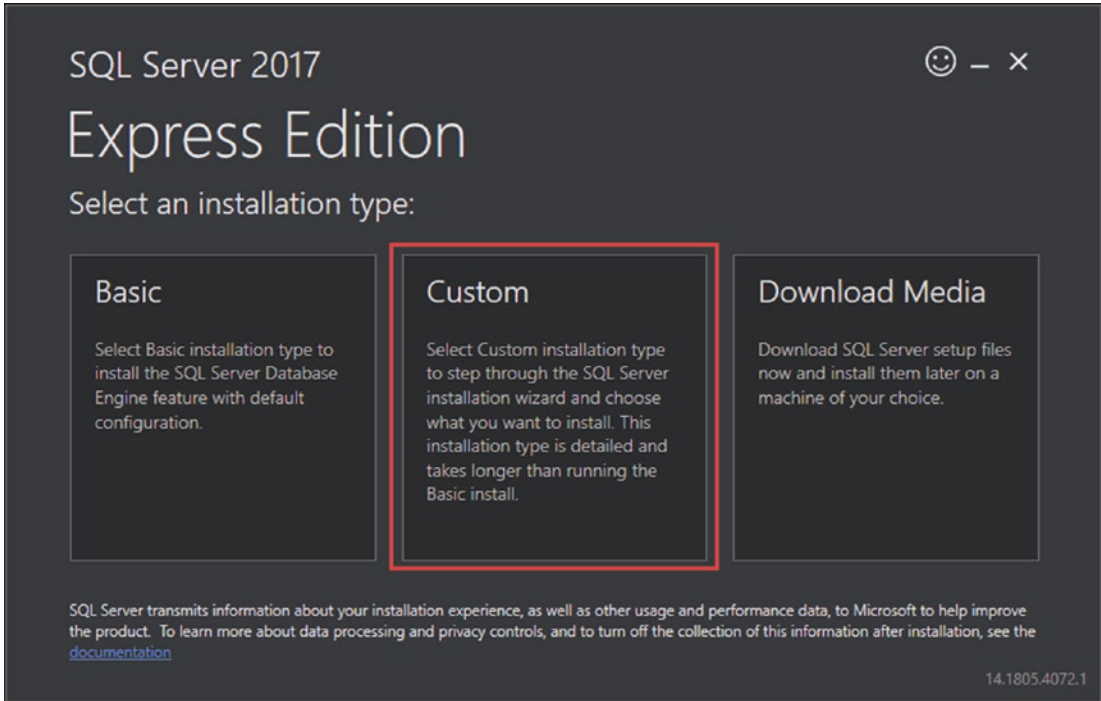 SQL Server 2017
Express Edition
Select an installation type:
Basic
Select Basic installation type to
install the SQL Server Database
Engine feature with default
configuration.
Custom
Select Custom installation type
to step through the SQL Server
installation wizard and choose
what you want to install. This
installation type is detailed and
takes longer than running the
Basic install.
Download Media
Download SQL Server setup files
now and install them later on a
machine of your choice.
SQL Server transmits information about your installation experience, as well as other usage and performance data, to Microsoft to help improve
the product.  To learn more about data processing and privacy controls, and to turn off the collection of this information after installation, see the
documentation
14.1805.4072.1